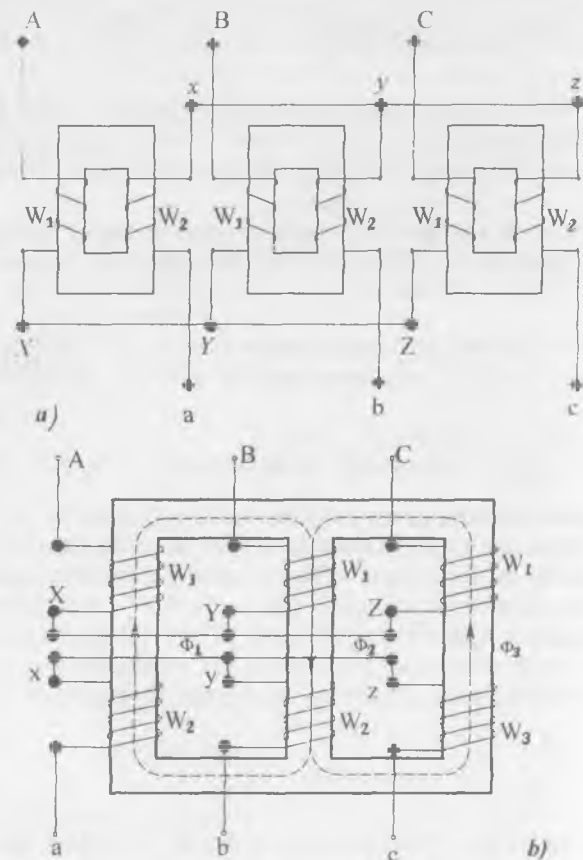 A B C
x y z
W₁ W₂ W₁ W₂ W₁ W₂
X Y Z
a b c
a)
A B C
W₁ W₁ W₁
X Y Z
Φ₁ Φ₂ Φ₃
x y z
W₂ W₂ W₃
a b c
b)